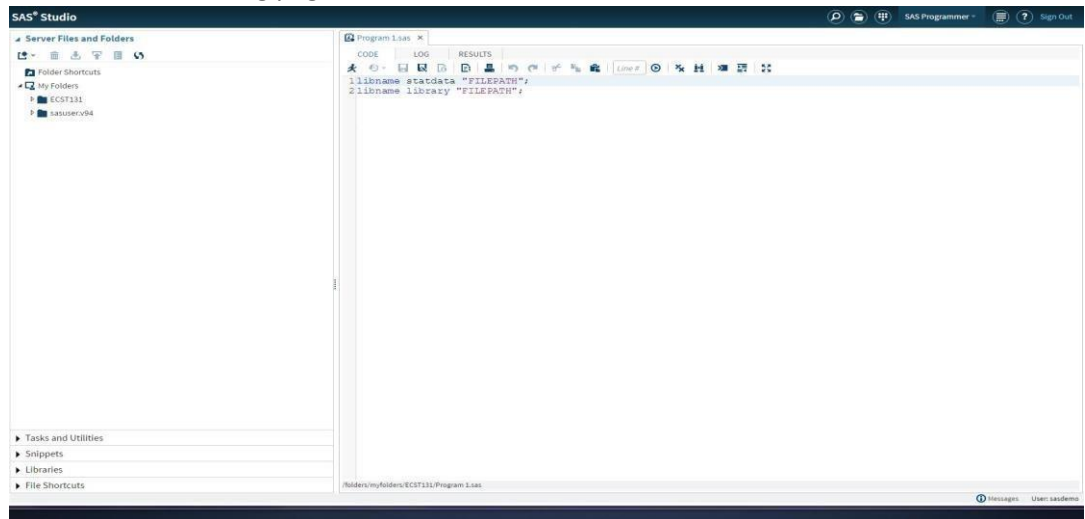 SAS® Studio
SAS Programmer
Sign Out
Server Files and Folders
Folder Shortcuts
My Folders
ECST131
sasuser.v94
Tasks and Utilities
Snippets
Libraries
File Shortcuts
Program 1.sas
CODE LOG RESULTS
Line #
1 libname statdata "FILEPATH";
2 libname library "FILEPATH";
/folders/myfolders/ECST131/Program 1.sas
Messages User: sasdemo